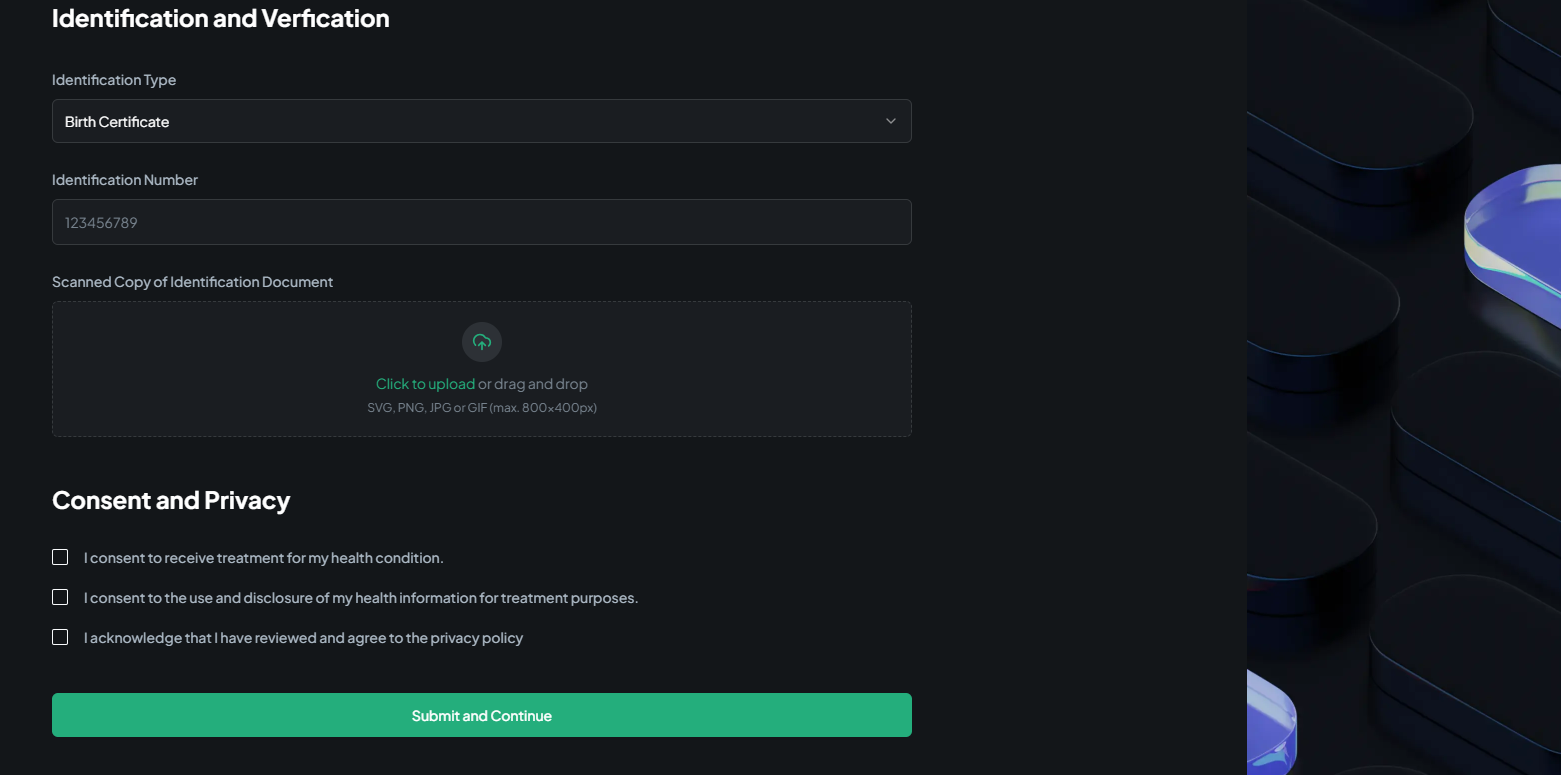 Identification and Verfication
Identification Type
Birth Certificate
Identification Number
123456789
Scanned Copy of Identification Document
Click to upload or drag and drop
SVG, PNG, JPG or GIF (max. 800x400px)
Consent and Privacy
I consent to receive treatment for my health condition.
I consent to the use and disclosure of my health information for treatment purposes.
I acknowledge that I have reviewed and agree to the privacy policy
Submit and Continue